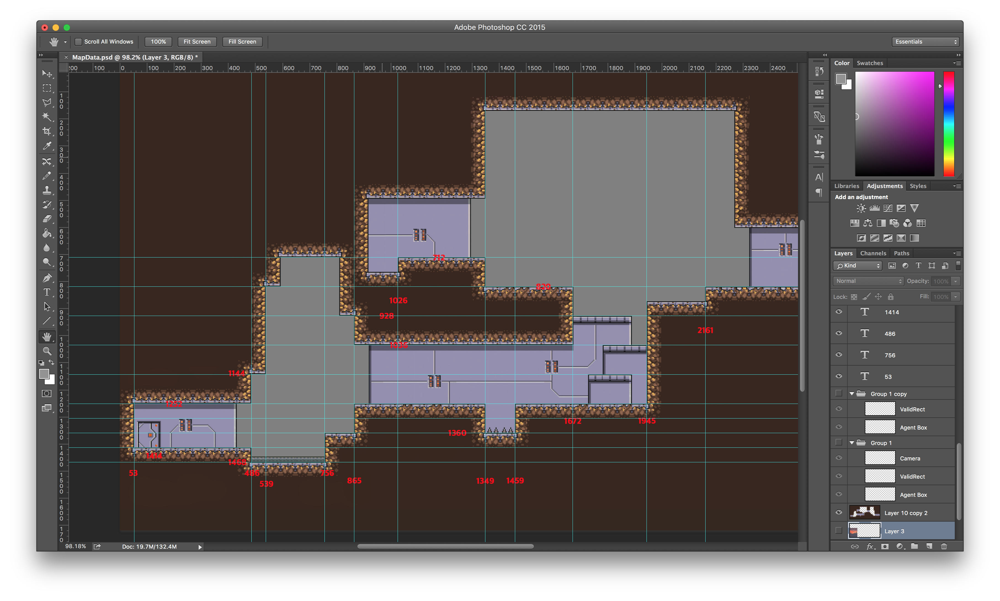 Adobe Photoshop CC 2015
Scroll All Windows 100% Fit Screen Fill Screen Essentials
× MapData.psd @ 98.2% (Layer 3, RGB/8) *
200 100 0 100 200 300 400 500 600 700 800 900 1000 1100 1200 1300 1400 1500 1600 1700 1800 1900 2000 2100 2200 2300 2400
100
200
300
400
500
600
700
800
900
1000
1100
1200
1300
1400
1500
1600
170
712
820
1026
928
2161
1036
1144
1252
1672
1945
1360
1414
1468
53
486
756
539
865
1349
1459
98.18% Doc: 19.7M/132.4M
Color Swatches
Libraries Adjustments Styles
Add an adjustment
Layers Channels Paths
Kind
Normal Opacity: 100%
Lock: Fill: 100%
T 1414
T 486
T 756
T 53
Group 1 copy
ValidRect
Agent Box
Group 1
Camera
ValidRect
Agent Box
Layer 10 copy 2
Layer 3
fx